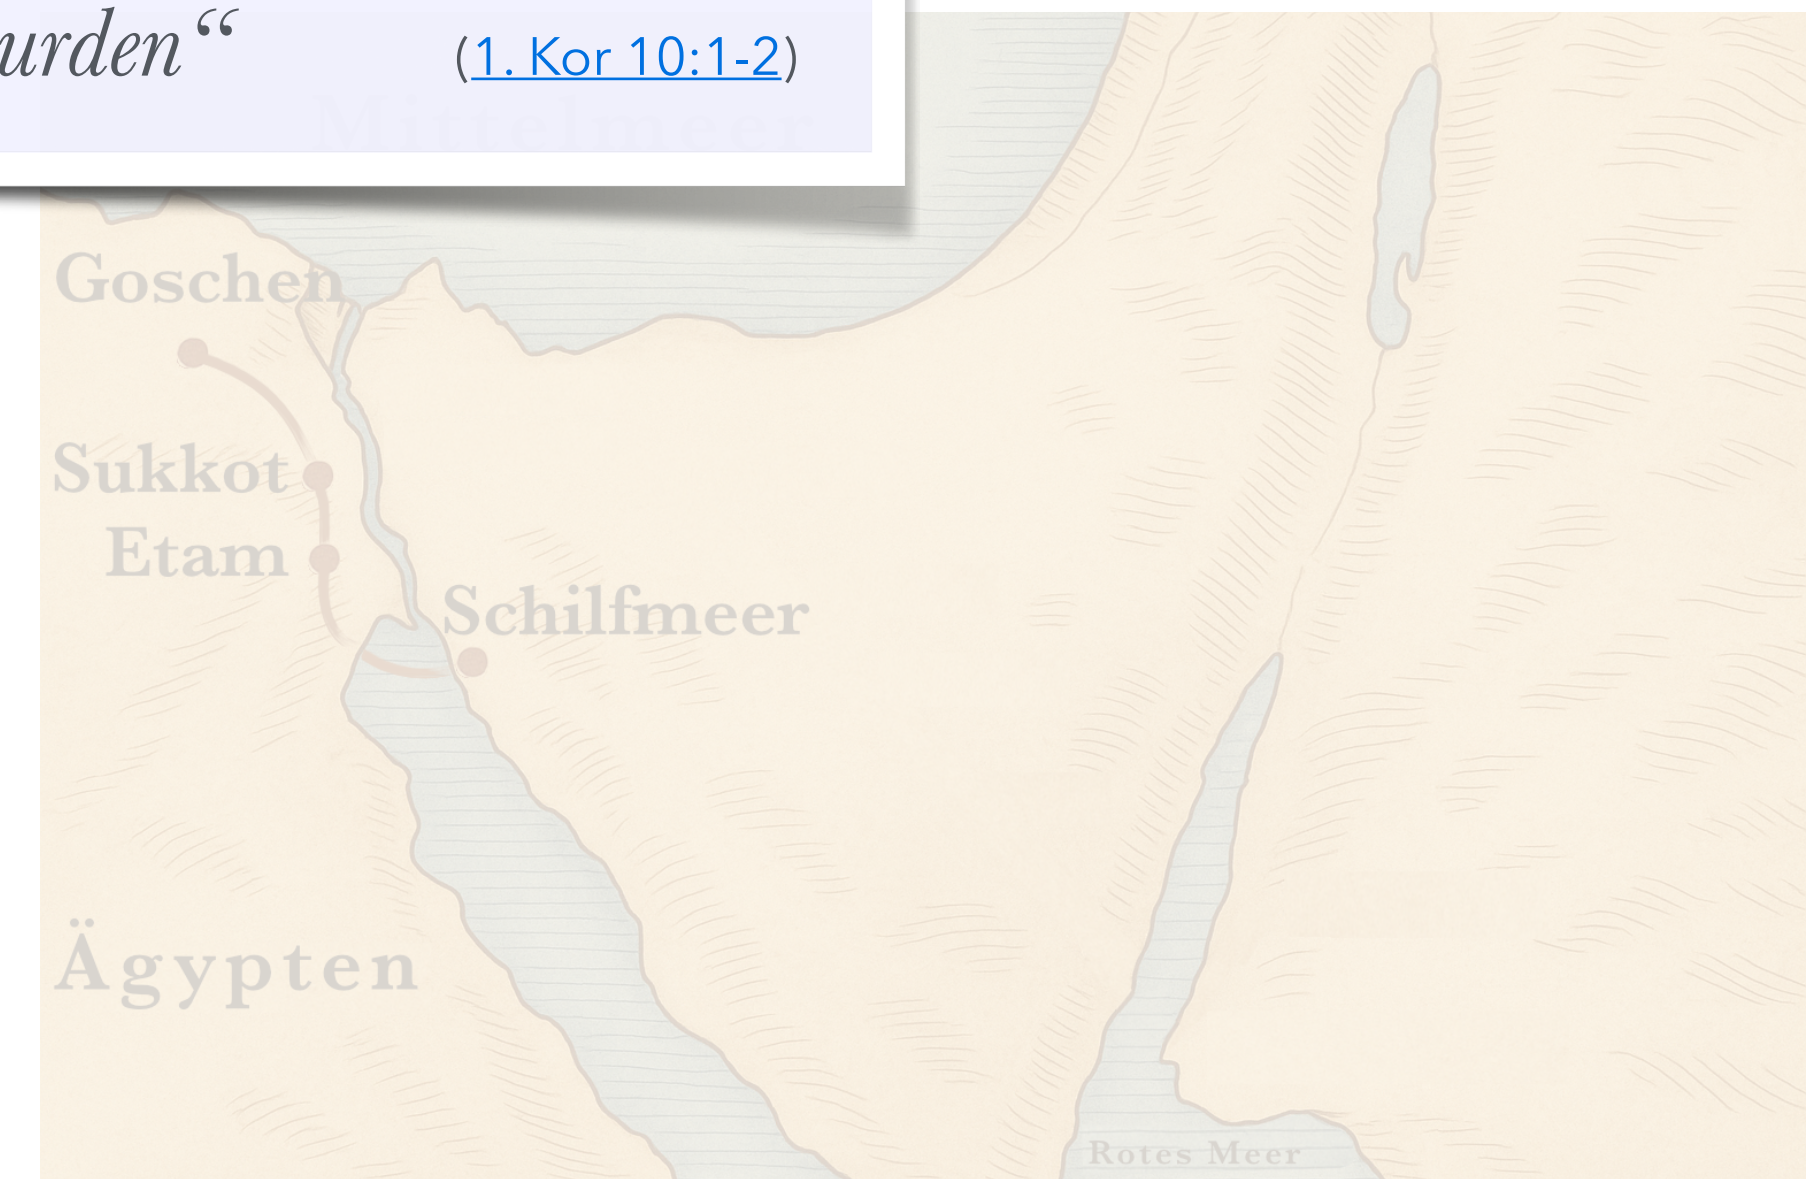 urden“ (1. Kor 10:1-2)
Mittelmeer
Goschen
Sukkot
Etam
Schilfmeer
Ägypten
Rotes Meer